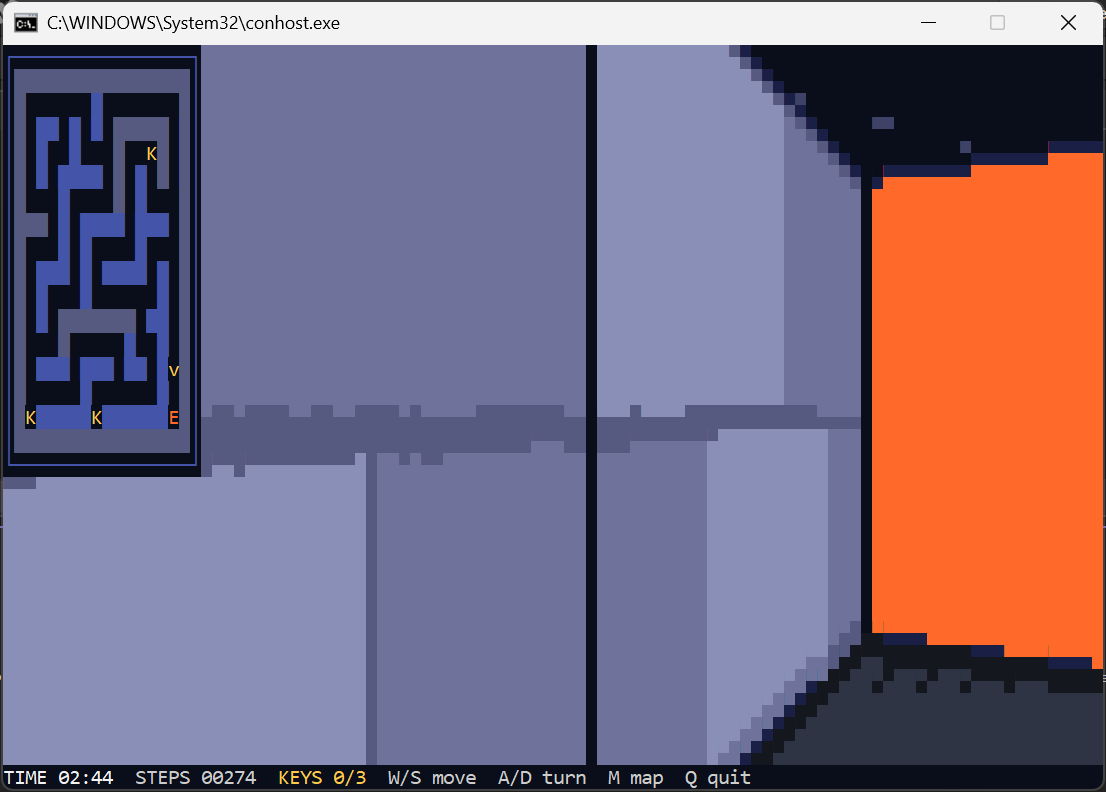 C:\WINDOWS\System32\conhost.exe
K
v
K K E
TIME 02:44 STEPS 00274 KEYS 0/3 W/S move A/D turn M map Q quit